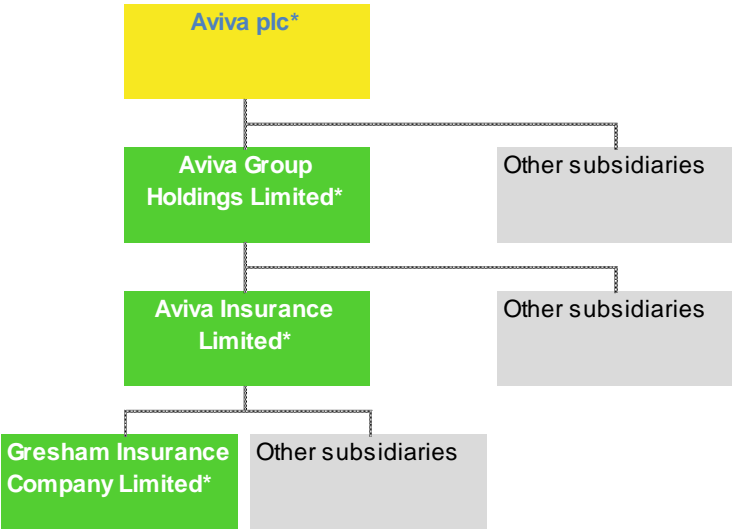 Aviva plc*
Aviva Group
Holdings Limited*
Other subsidiaries
Aviva Insurance
Limited*
Other subsidiaries
Gresham Insurance
Company Limited*
Other subsidiaries